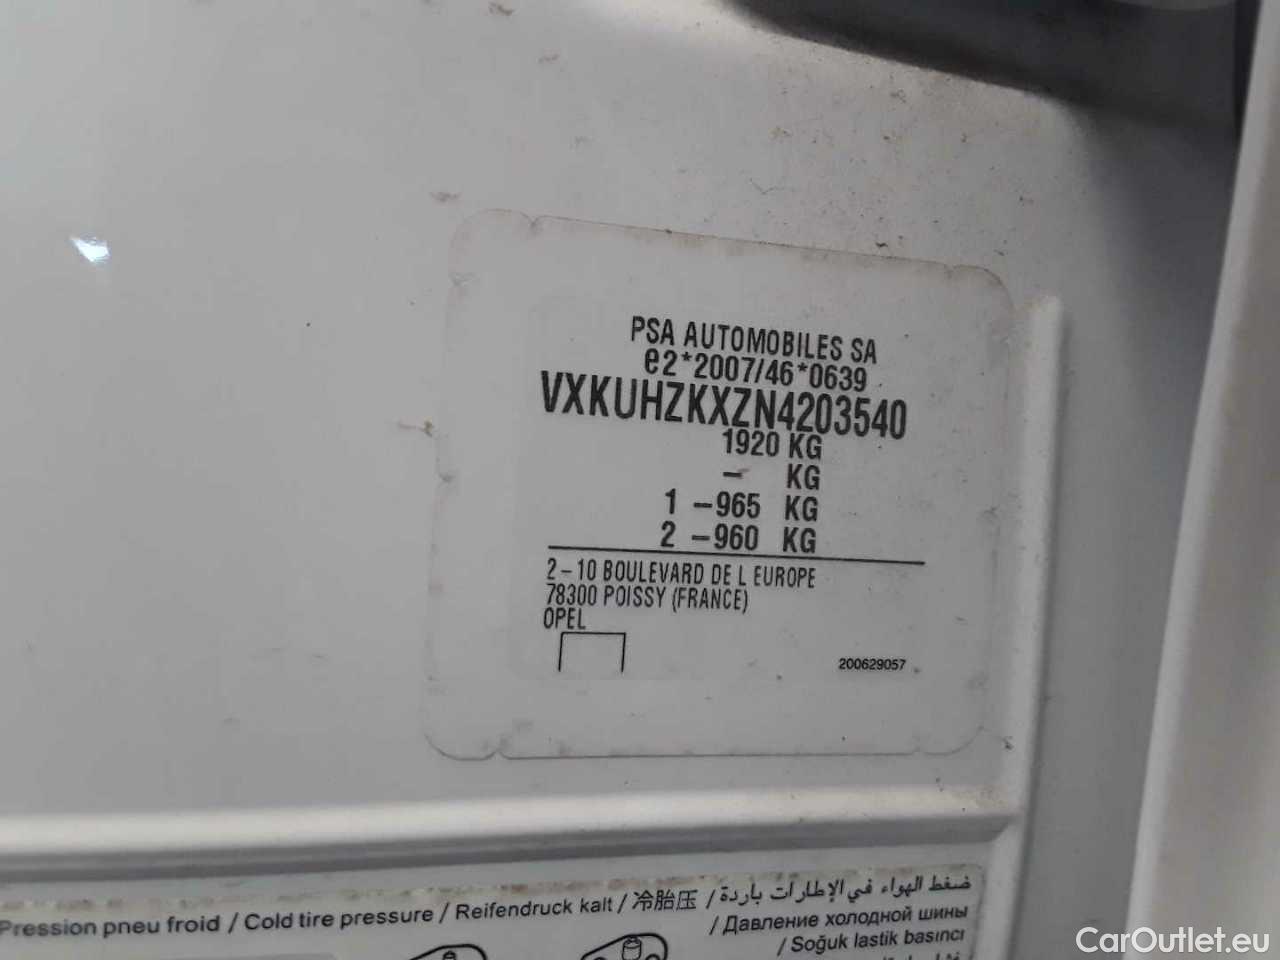 PSA AUTOMOBILES SA
e2*2007/46*0639
VXKUHZKXZN4203540
1920 KG
- KG
1 -965 KG
2 -960 KG
2-10 BOULEVARD DE L EUROPE
78300 POISSY (FRANCE)
OPEL
200629057
Pression pneu froid / Cold tire pressure / Reifendruck kalt / 冷胎压 / ضغط الهواء في الإطارات باردة
/ Давление холодной шины
/ Soğuk lastik basıncı
CarOutlet.eu